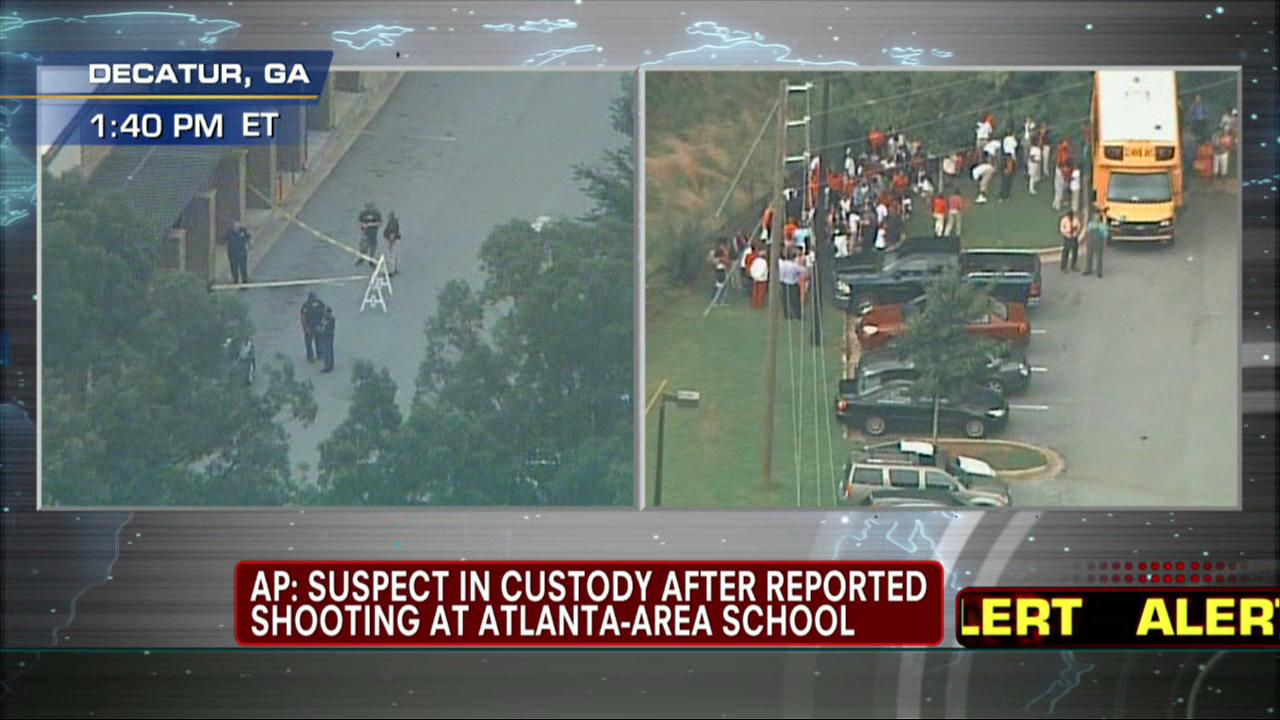 DECATUR, GA
1:40 PM ET
AP: SUSPECT IN CUSTODY AFTER REPORTED
SHOOTING AT ATLANTA-AREA SCHOOL
LERT ALERT